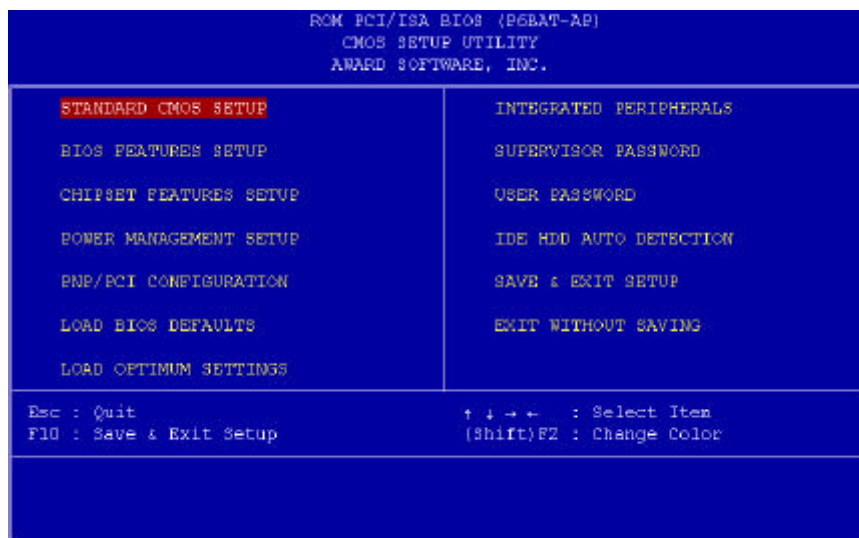 ROM PCI/ISA BIOS (P6BAT-AP)
CMOS SETUP UTILITY
AWARD SOFTWARE, INC.
STANDARD CMOS SETUP
BIOS FEATURES SETUP
CHIPSET FEATURES SETUP
POWER MANAGEMENT SETUP
PNP/PCI CONFIGURATION
LOAD BIOS DEFAULTS
LOAD OPTIMUM SETTINGS
INTEGRATED PERIPHERALS
SUPERVISOR PASSWORD
USER PASSWORD
IDE HDD AUTO DETECTION
SAVE & EXIT SETUP
EXIT WITHOUT SAVING
Esc : Quit
F10 : Save & Exit Setup
↑ ↓ → ← : Select Item
(Shift)F2 : Change Color